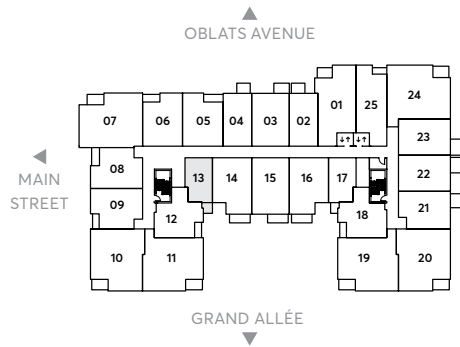 OBLATS AVENUE
01 25 24
07 06 05 04 03 02
23
MAIN
STREET
08 13 14 15 16 17 22
09 12 18 21
10 11 19 20
GRAND ALLÉE